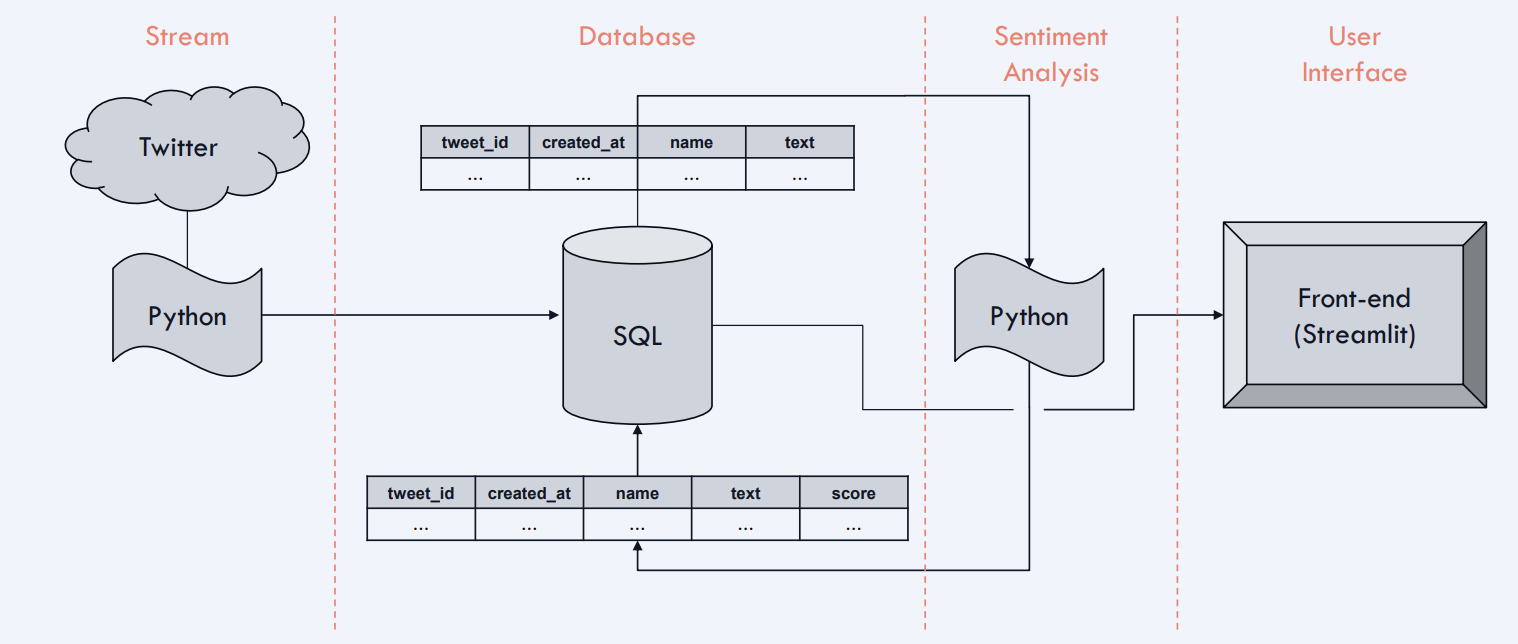 Stream
Database
Sentiment
Analysis
User
Interface
Twitter
tweet_id created_at name text
... ... ... ...
Python
SQL
Python
Front-end
(Streamlit)
tweet_id created_at name text score
... ... ... ... ...